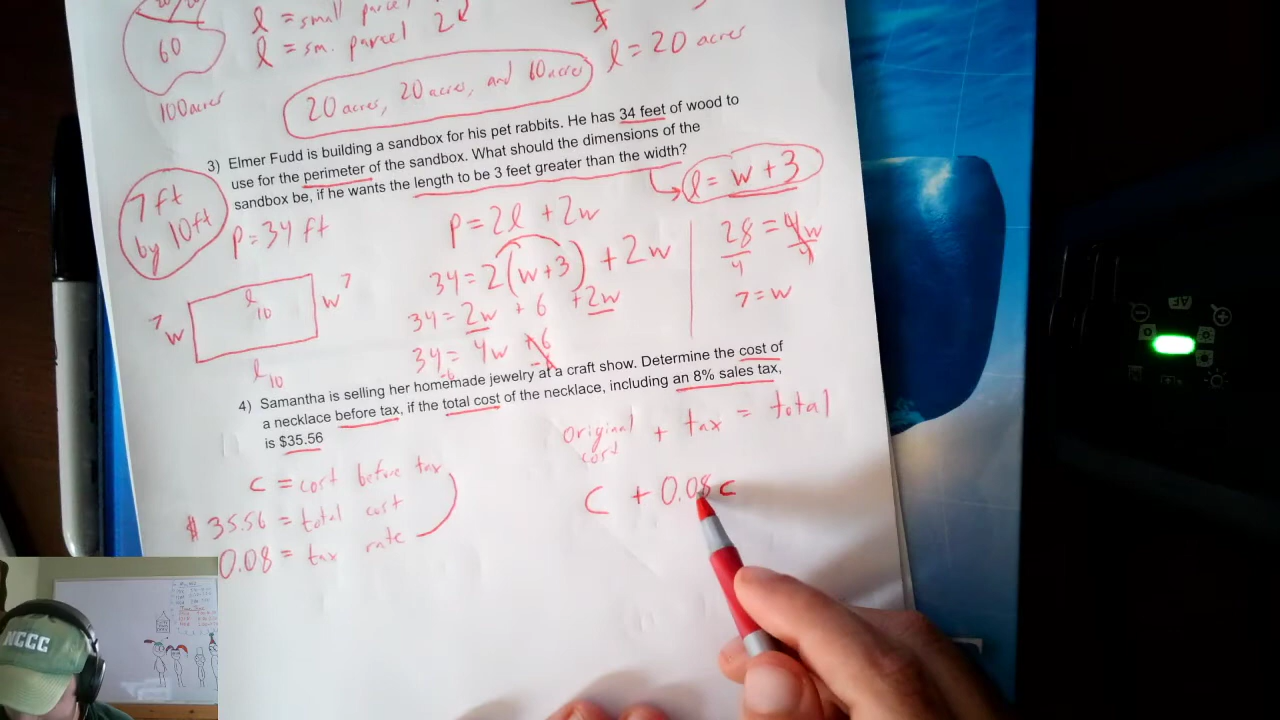 l = small parcel
60
l = sm. parcel 2
l = 20 acres
100 acres
20 acres, 20 acres, and 60 acres
3) Elmer Fudd is building a sandbox for his pet rabbits. He has 34 feet of wood to
use for the perimeter of the sandbox. What should the dimensions of the
sandbox be, if he wants the length to be 3 feet greater than the width?
l = w + 3
7 ft
by 10 ft
P = 34 ft
P = 2l + 2w
34 = 2(w+3) + 2w
34 = 2w + 6 + 2w
34 = 4w + 6
-6 -6
28 = 4w
4 4
7 = w
l
10
w 7
7
w
l 10
4) Samantha is selling her homemade jewelry at a craft show. Determine the cost of
a necklace before tax, if the total cost of the necklace, including an 8% sales tax,
is $35.56
Original
cost + tax = total
c = cost before tax
$35.56 = total cost
0.08 = tax rate
c + 0.08c
NCCC